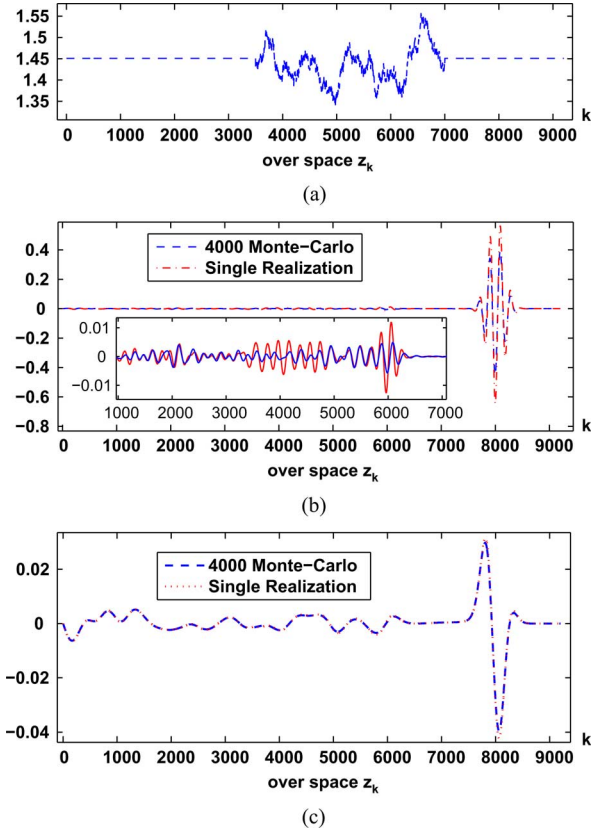 1.55
1.5
1.45
1.4
1.35
0 1000 2000 3000 4000 5000 6000 7000 8000 9000 k
over space z_k
(a)
4000 Monte−Carlo
Single Realization
0.4
0.2
0
−0.2
−0.4
−0.6
−0.8
0.01
0
−0.01
1000 2000 3000 4000 5000 6000 7000
0 1000 2000 3000 4000 5000 6000 7000 8000 9000 k
over space z_k
(b)
4000 Monte−Carlo
Single Realization
0.02
0
−0.02
−0.04
0 1000 2000 3000 4000 5000 6000 7000 8000 9000 k
over space z_k
(c)